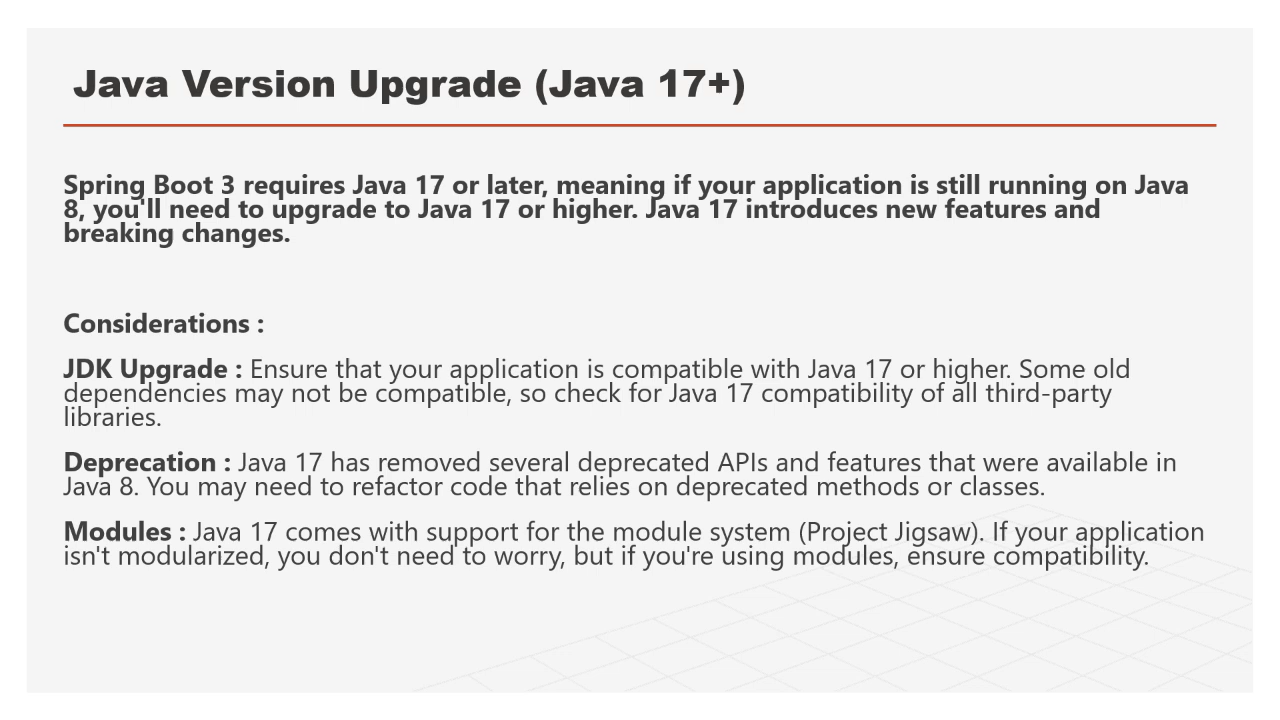 Java Version Upgrade (Java 17+)
Spring Boot 3 requires Java 17 or later, meaning if your application is still running on Java
8, you'll need to upgrade to Java 17 or higher. Java 17 introduces new features and
breaking changes.
Considerations :
JDK Upgrade : Ensure that your application is compatible with Java 17 or higher. Some old
dependencies may not be compatible, so check for Java 17 compatibility of all third-party
libraries.
Deprecation : Java 17 has removed several deprecated APIs and features that were available in
Java 8. You may need to refactor code that relies on deprecated methods or classes.
Modules : Java 17 comes with support for the module system (Project Jigsaw). If your application
isn't modularized, you don't need to worry, but if you're using modules, ensure compatibility.